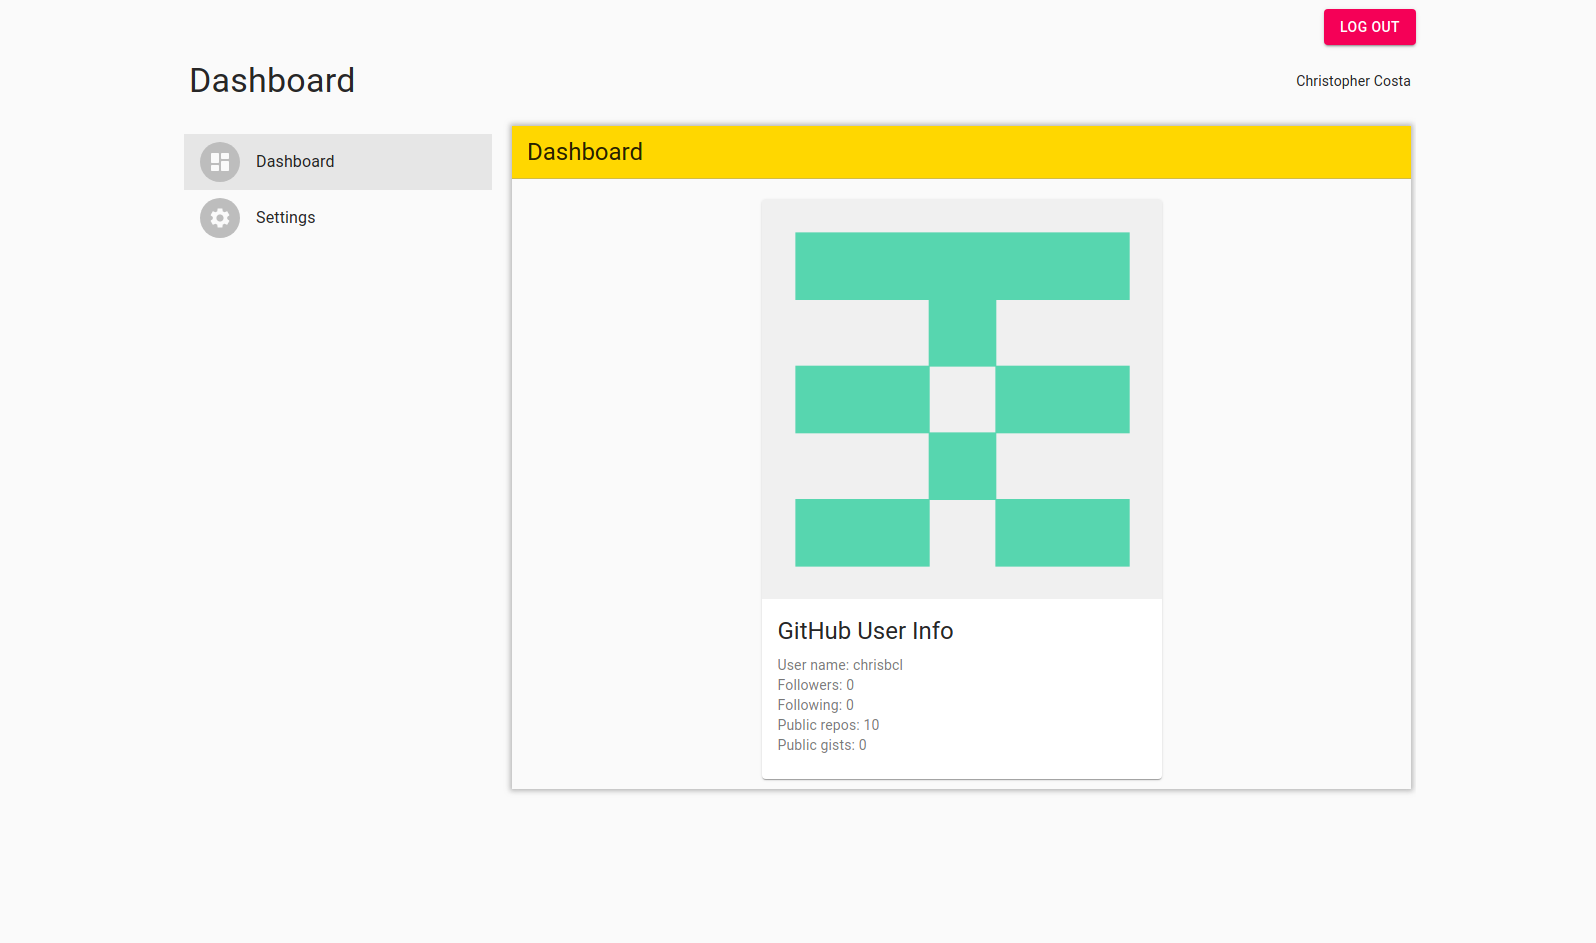 LOG OUT
Dashboard
Christopher Costa
Dashboard
Settings
Dashboard
GitHub User Info
User name: chrisbcl
Followers: 0
Following: 0
Public repos: 10
Public gists: 0